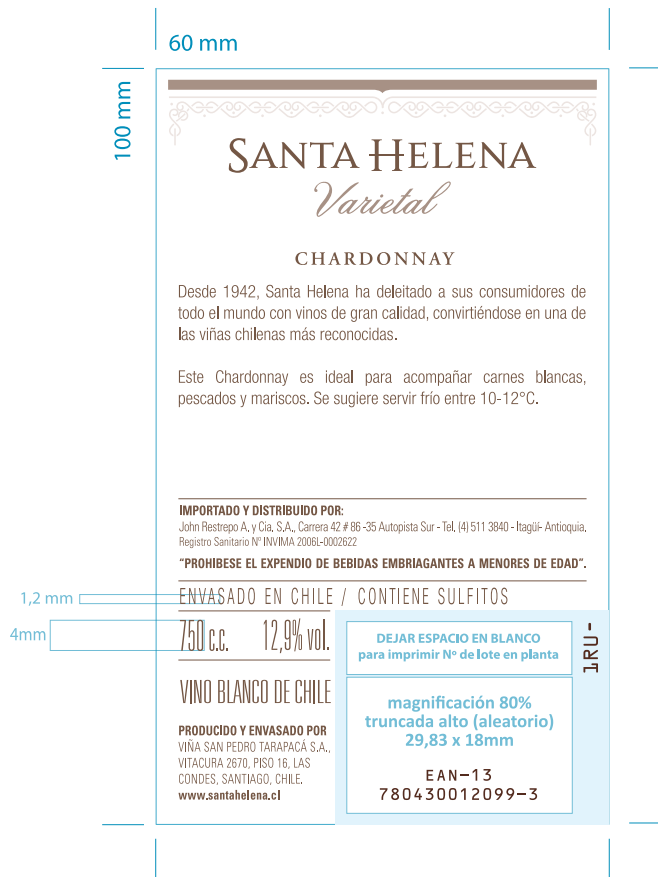 60 mm
100 mm
SANTA HELENA
Varietal
CHARDONNAY
Desde 1942, Santa Helena ha deleitado a sus consumidores de
todo el mundo con vinos de gran calidad, convirtiéndose en una de
las viñas chilenas más reconocidas.
Este Chardonnay es ideal para acompañar carnes blancas,
pescados y mariscos. Se sugiere servir frío entre 10-12°C.
IMPORTADO Y DISTRIBUIDO POR:
John Restrepo A. y Cia. S.A., Carrera 42 # 86 -35 Autopista Sur - Tel. (4) 511 3840 - Itagüí- Antioquia.
Registro Sanitario Nº INVIMA 2006L-0002622
“PROHIBESE EL EXPENDIO DE BEBIDAS EMBRIAGANTES A MENORES DE EDAD”.
1,2 mm
ENVASADO EN CHILE / CONTIENE SULFITOS
4mm
750 c.c. 12,9% vol.
VINO BLANCO DE CHILE
PRODUCIDO Y ENVASADO POR
VIÑA SAN PEDRO TARAPACÁ S.A.,
VITACURA 2670, PISO 16, LAS
CONDES, SANTIAGO, CHILE.
www.santahelena.cl
DEJAR ESPACIO EN BLANCO
para imprimir Nº de lote en planta
1RU-
magnificación 80%
truncada alto (aleatorio)
29,83 x 18mm
EAN-13
780430012099-3